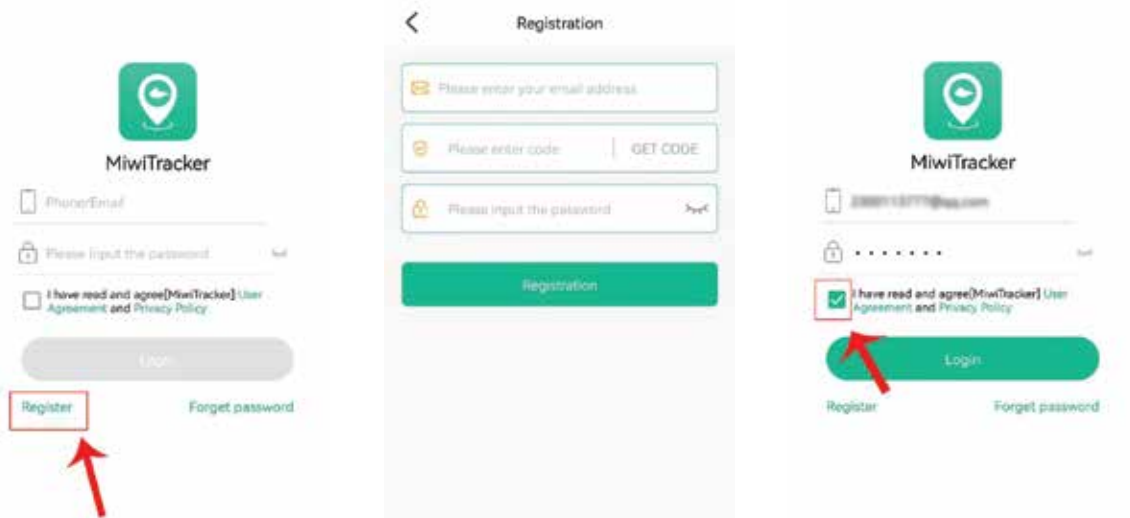 MiwiTracker
Phone/Email
Please input the password
I have read and agree[MiwiTracker] User
Agreement and Privacy Policy
Login
Register
Forget password
Registration
Please enter your email address
Please enter code
GET CODE
Please input the password
Registration
MiwiTracker
@qq.com
I have read and agree[MiwiTracker] User
Agreement and Privacy Policy
Login
Register
Forget password